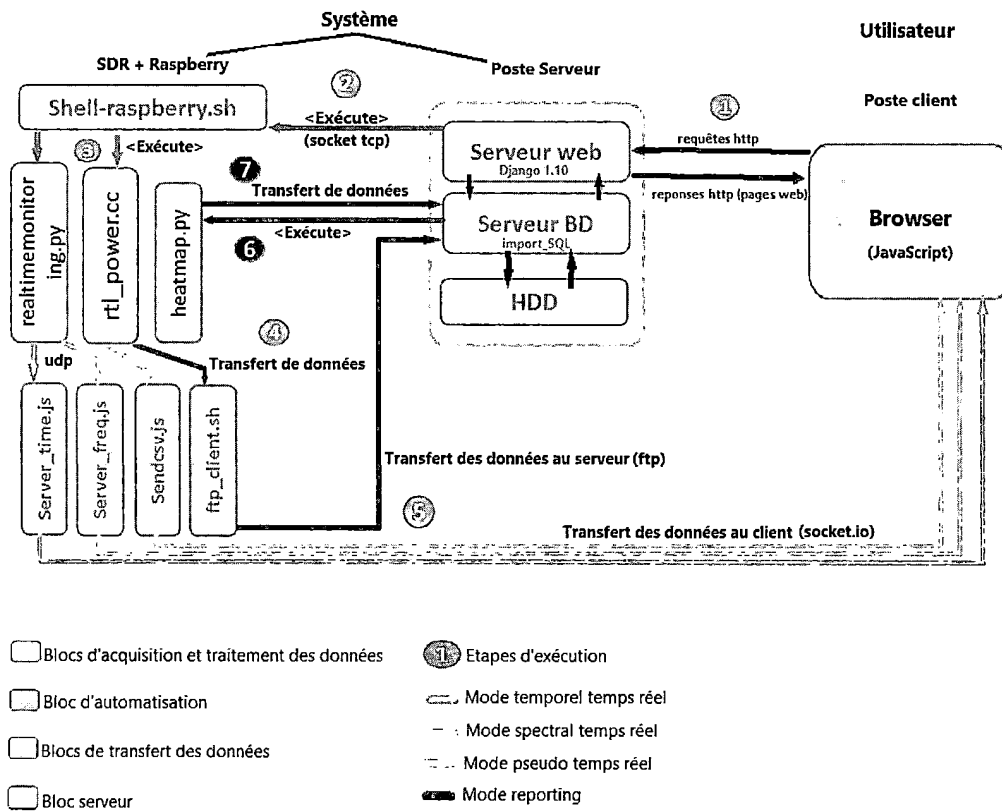 Système
Utilisateur
SDR + Raspberry
Poste Serveur
Poste client
Shell-raspberry.sh
2
<Exécute>
(socket tcp)
1
requêtes http
Serveur web
Django 1.10
reponses http (pages web)
3
<Exécute>
7
Transfert de données
<Exécute>
6
Serveur BD
import_SQL
HDD
Browser
(JavaScript)
realtimemonitor
ing.py
rtl_power.cc
heatmap.py
4
udp
Transfert de données
Server_time.js
Server_freq.js
Sendcsv.js
ftp_client.sh
Transfert des données au serveur (ftp)
5
Transfert des données au client (socket.io)
Blocs d'acquisition et traitement des données
1 Etapes d'exécution
Bloc d'automatisation
Mode temporel temps réel
Blocs de transfert des données
Mode spectral temps réel
Mode pseudo temps réel
Bloc serveur
Mode reporting